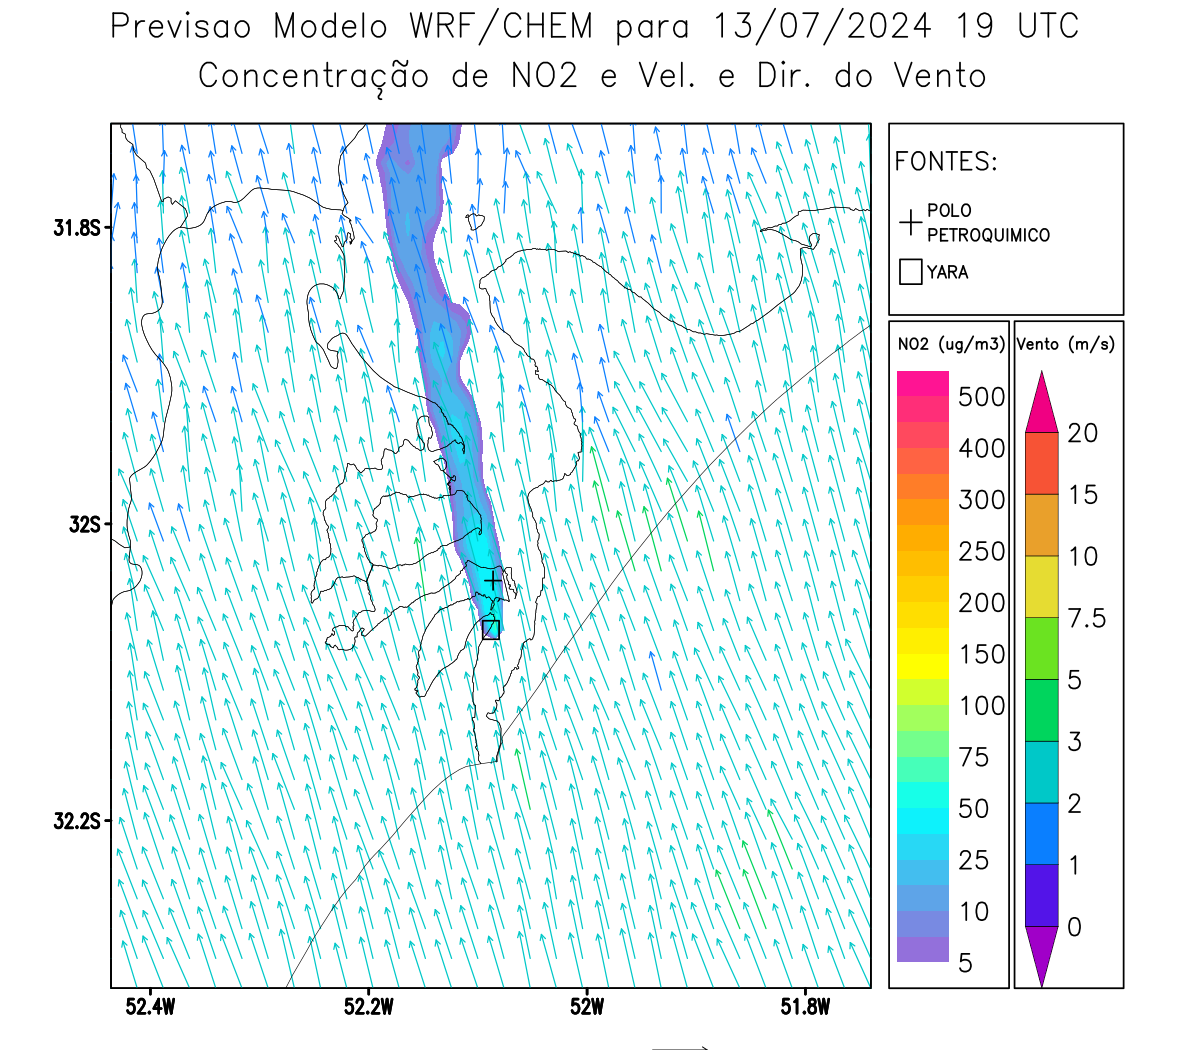 Previsao Modelo WRF/CHEM para 13/07/2024 19 UTC
Concentração de NO2 e Vel. e Dir. do Vento
FONTES:
POLO
PETROQUIMICO
YARA
NO2 (ug/m3)
500
400
300
250
200
150
100
75
50
25
10
5
Vento (m/s)
20
15
10
7.5
5
3
2
1
0
31.8S
32S
32.2S
52.4W
52.2W
52W
51.8W